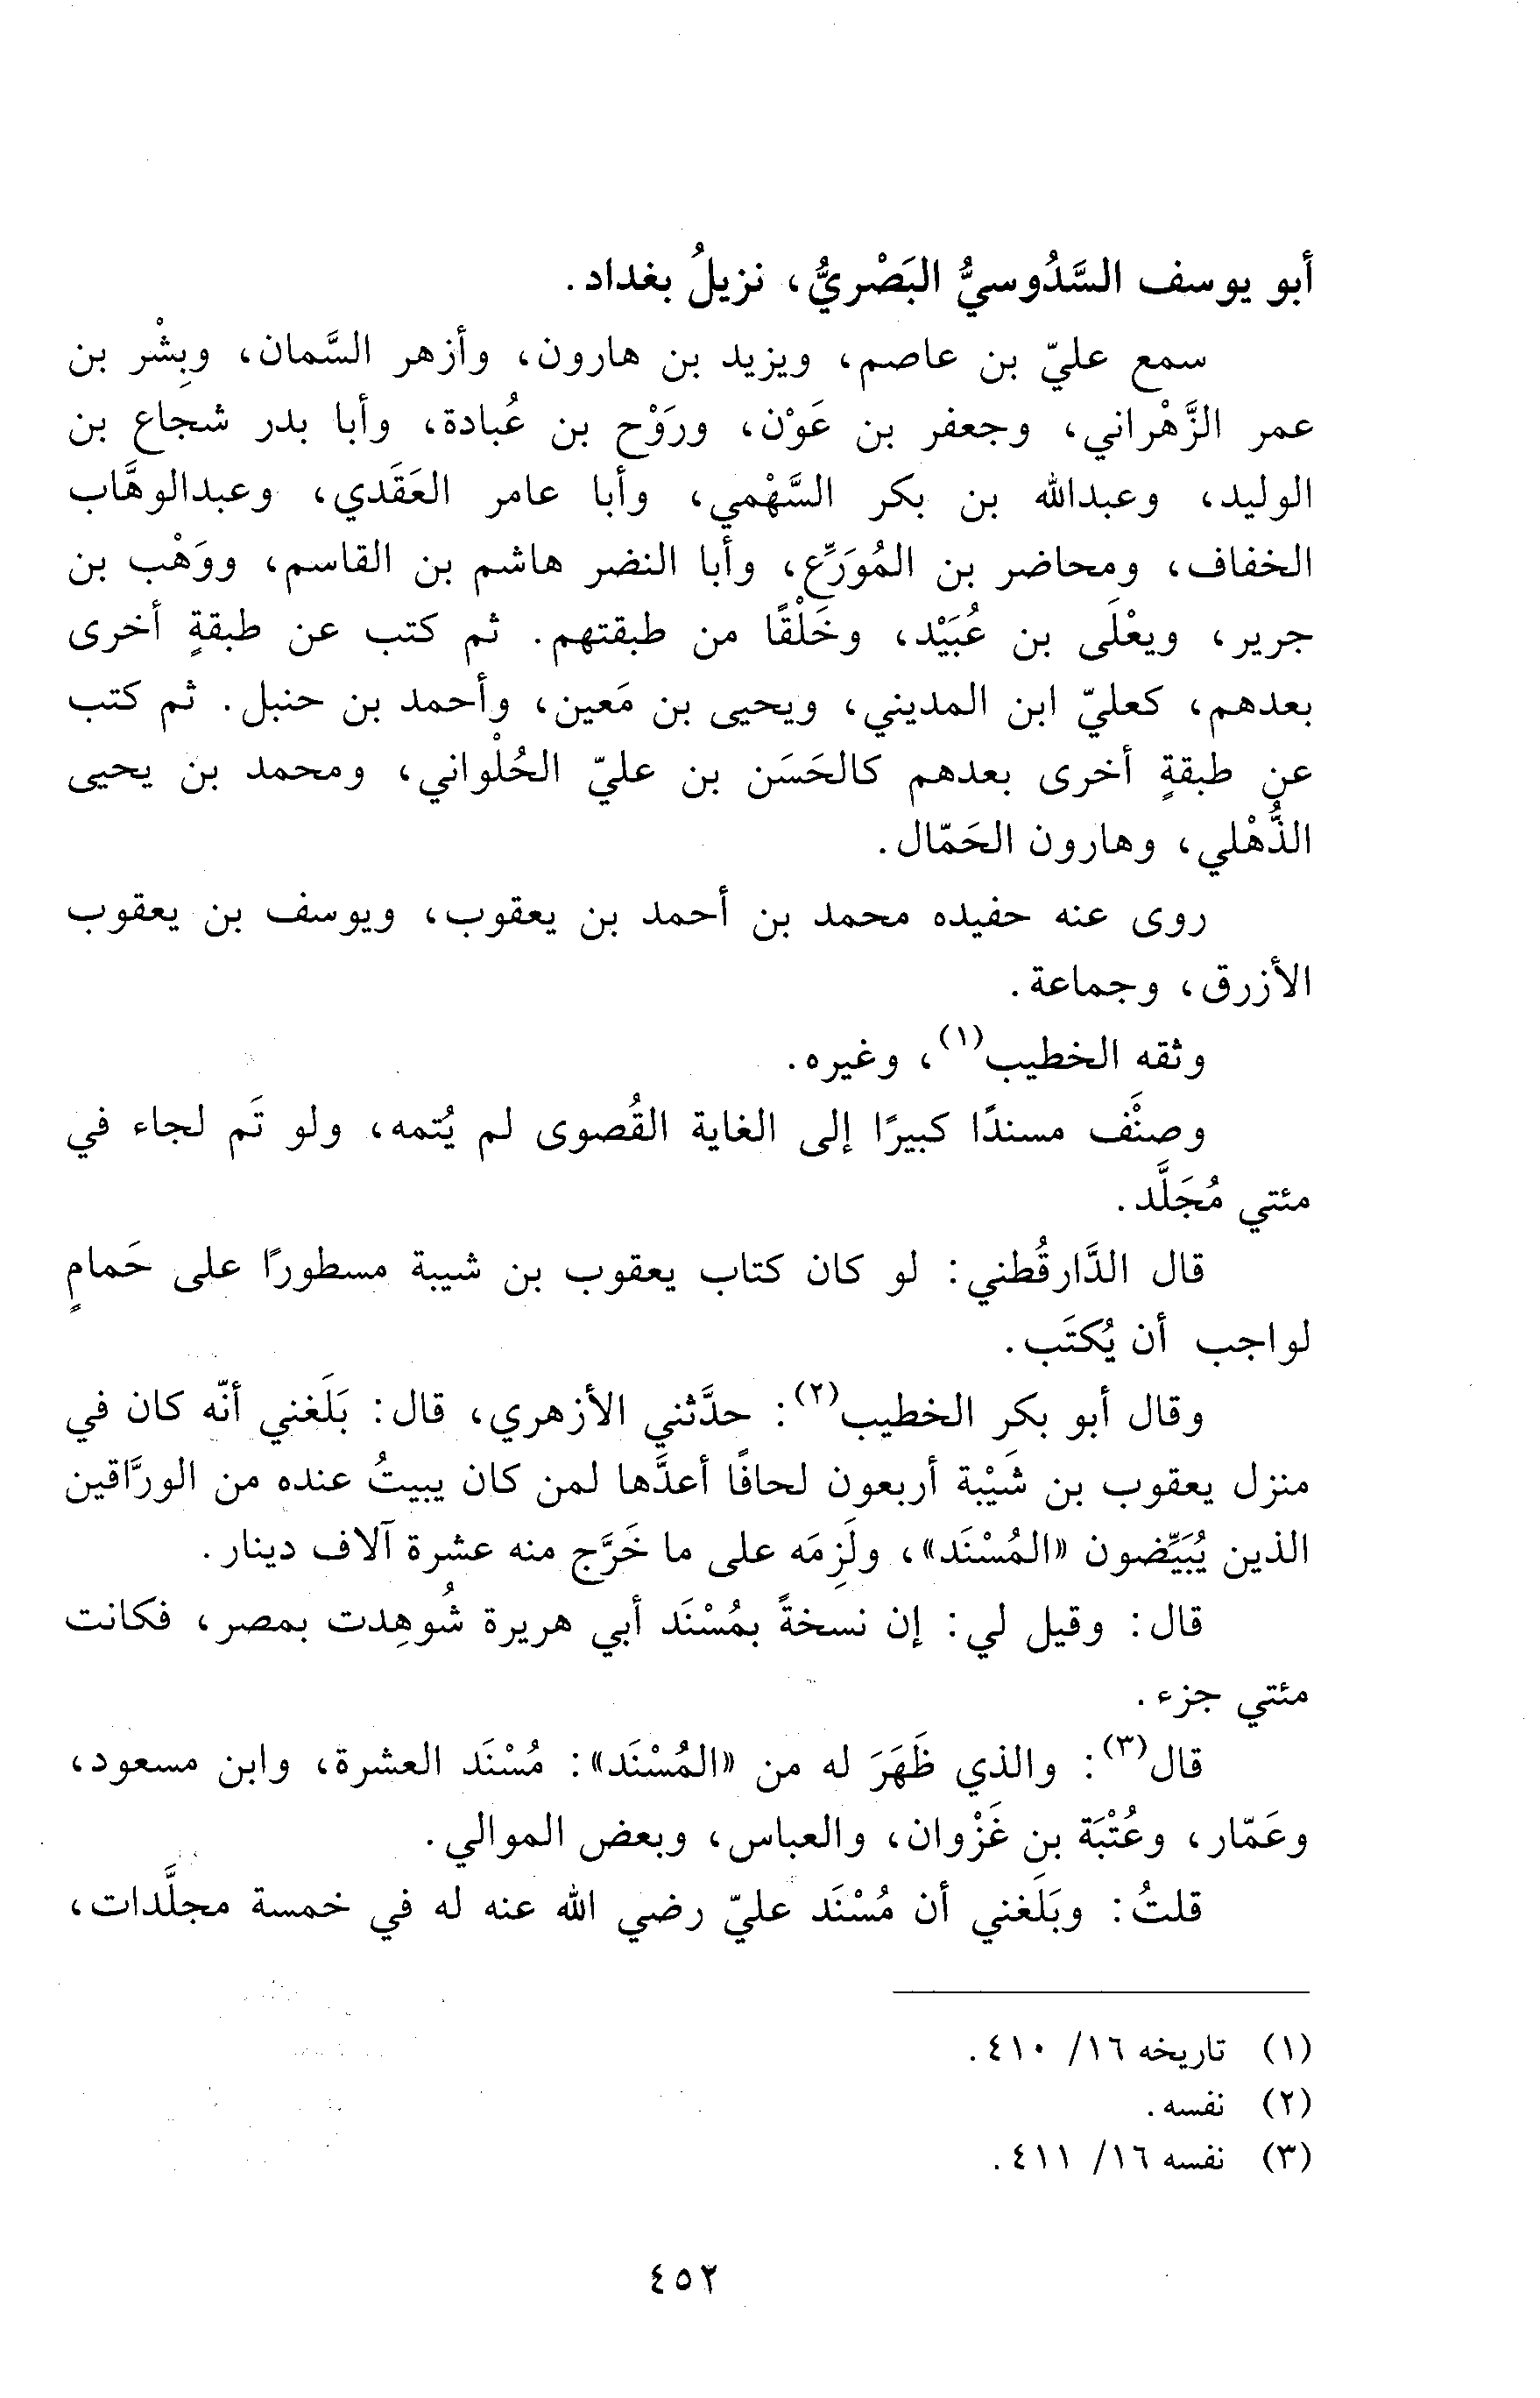 أبو يوسف السَّدُوسيُّ البَصْريُّ، نزيلُ بغداد.
سمع عليّ بن عاصم، ويزيد بن هارون، وأزهر السَّمان، وبِشْر بن
عمر الزَّهْراني، وجعفر بن عَوْن، ورَوْح بن عُبادة، وأبا بدر شجاع بن
الوليد، وعبدالله بن بكر السَّهْمي، وأبا عامر العَقَدي، وعبدالوهَّاب
الخفاف، ومحاضر بن المُوَرِّع، وأبا النضر هاشم بن القاسم، ووَهْب بن
جرير، ويعْلَى بن عُبَيْد، وخَلْقًا من طبقتهم. ثم كتب عن طبقةٍ أخرى
بعدهم، كعليّ ابن المديني، ويحيى بن مَعين، وأحمد بن حنبل. ثم كتب
عن طبقةٍ أخرى بعدهم كالحَسَن بن عليّ الحُلْواني، ومحمد بن يحيى
الذُّهْلي، وهارون الحَمّال.
روى عنه حفيده محمد بن أحمد بن يعقوب، ويوسف بن يعقوب
الأزرق، وجماعة.
وثقه الخطيب(١)، وغيره.
وصنَّف مسندًا كبيرًا إلى الغاية القُصوى لم يُتمه، ولو تَم لجاء في
مئتي مُجَلَّد.
قال الدَّارقُطني: لو كان كتاب يعقوب بن شيبة مسطورًا على حَمامٍ
لواجب أن يُكتَب.
وقال أبو بكر الخطيب(٢): حدَّثني الأزهري، قال: بَلَغني أنّه كان في
منزل يعقوب بن شَيْبة أربعون لحافًا أعدَّها لمن كان يبيتُ عنده من الورَّاقين
الذين يُبَيِّضون «المُسْنَد»، ولَزِمَه على ما خَرَّج منه عشرة آلاف دينار.
قال: وقيل لي: إن نسخةً بمُسْنَد أبي هريرة شُوهِدت بمصر، فكانت
مئتي جزء.
قال(٣): والذي ظَهَرَ له من «المُسْنَد»: مُسْنَد العشرة، وابن مسعود،
وعَمّار، وعُتْبَة بن غَزْوان، والعباس، وبعض الموالي.
قلتُ: وبَلَغني أن مُسْنَد عليّ رضي الله عنه له في خمسة مجلَّدات،
(١) تاريخه ١٦/ ٤١٠.
(٢) نفسه.
(٣) نفسه ١٦/ ٤١١.
٤٥٢